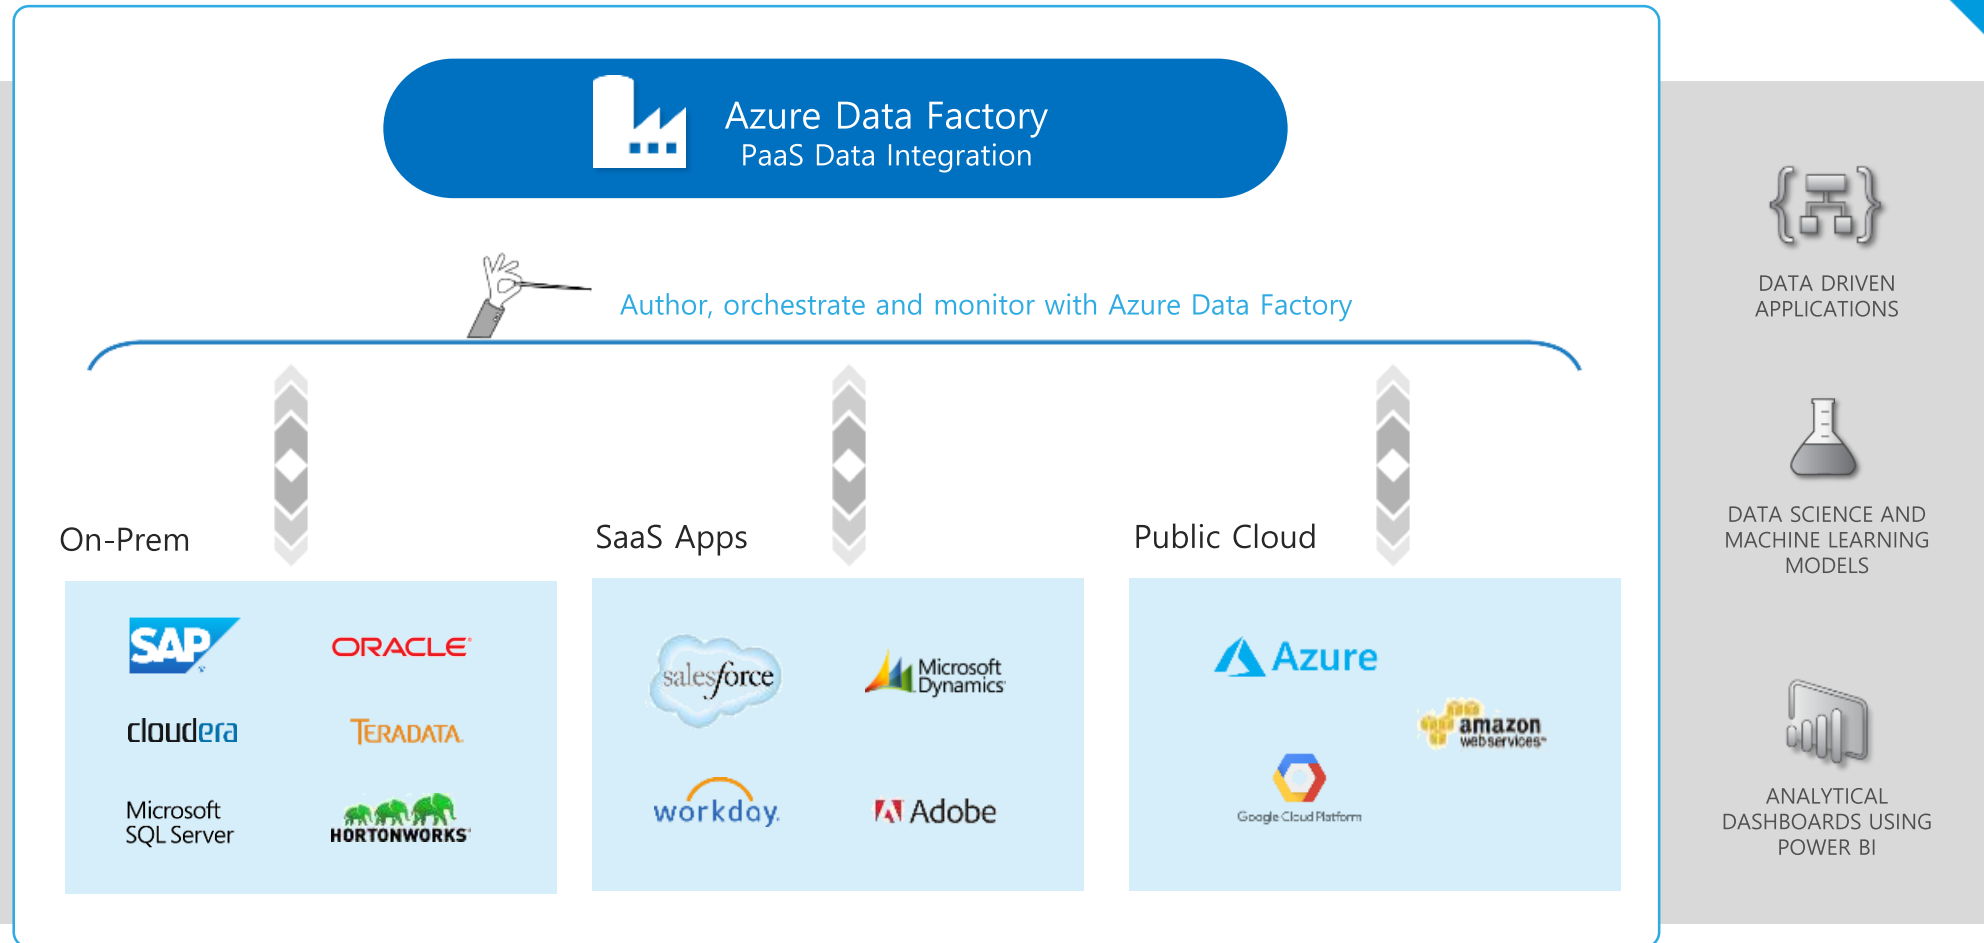 Azure Data Factory
PaaS Data Integration
Author, orchestrate and monitor with Azure Data Factory
On-Prem
SAP
ORACLE
cloudera
TERADATA
Microsoft
SQL Server
HORTONWORKS
SaaS Apps
salesforce
Microsoft
Dynamics
workday.
Adobe
Public Cloud
Azure
amazon
webservices™
Google Cloud Platform
DATA DRIVEN
APPLICATIONS
DATA SCIENCE AND
MACHINE LEARNING
MODELS
ANALYTICAL
DASHBOARDS USING
POWER BI